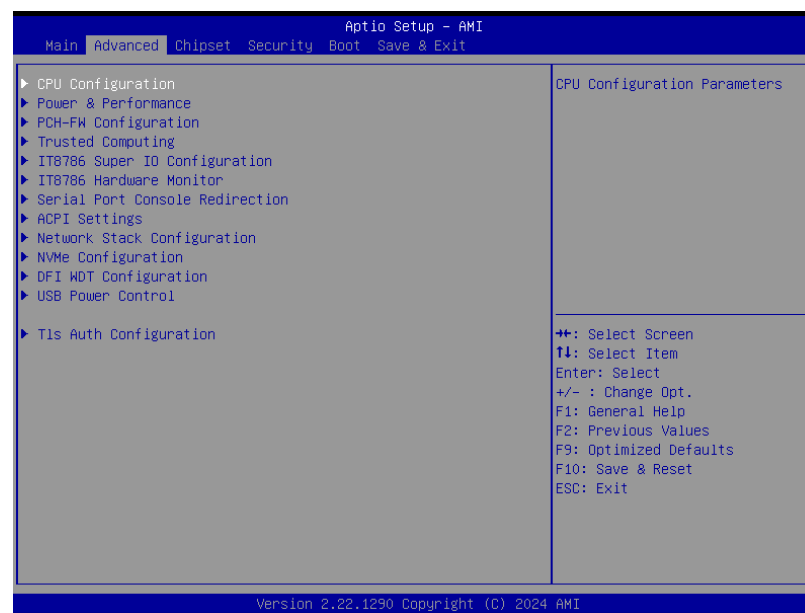 Aptio Setup – AMI
Main Advanced Chipset Security Boot Save & Exit
▶ CPU Configuration
▶ Power & Performance
▶ PCH-FW Configuration
▶ Trusted Computing
▶ IT8786 Super IO Configuration
▶ IT8786 Hardware Monitor
▶ Serial Port Console Redirection
▶ ACPI Settings
▶ Network Stack Configuration
▶ NVMe Configuration
▶ DFI WDT Configuration
▶ USB Power Control
▶ Tls Auth Configuration
CPU Configuration Parameters
→←: Select Screen
↑↓: Select Item
Enter: Select
+/- : Change Opt.
F1: General Help
F2: Previous Values
F9: Optimized Defaults
F10: Save & Reset
ESC: Exit
Version 2.22.1290 Copyright (C) 2024 AMI